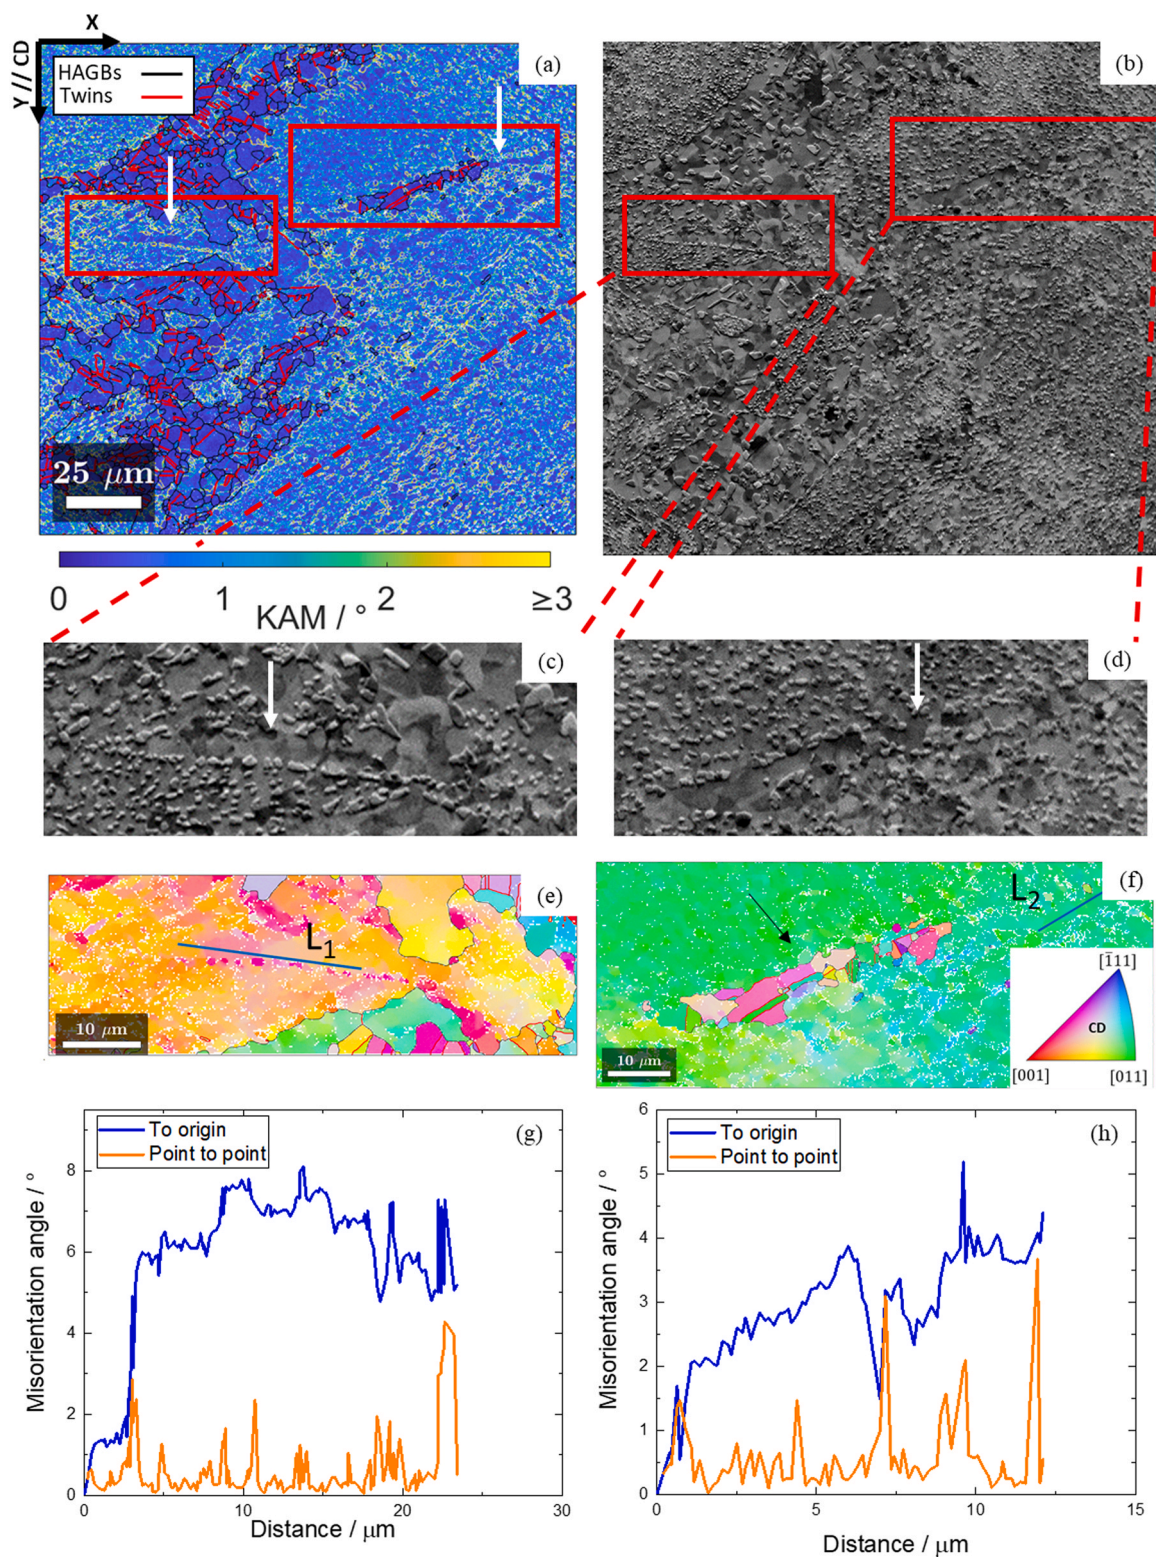 X
Y // CD
HAGBs
Twins
(a)
(b)
25 μm
0 1 2 ≥3
KAM / °
(c)
(d)
(e)
L1
10 μm
(f)
L2
10 μm
[1̅11]
CD
[001] [011]
(g)
To origin
Point to point
Misorientation angle / °
8
6
4
2
0
0 10 20 30
Distance / μm
(h)
To origin
Point to point
Misorientation angle / °
6
5
4
3
2
1
0
0 5 10 15
Distance / μm